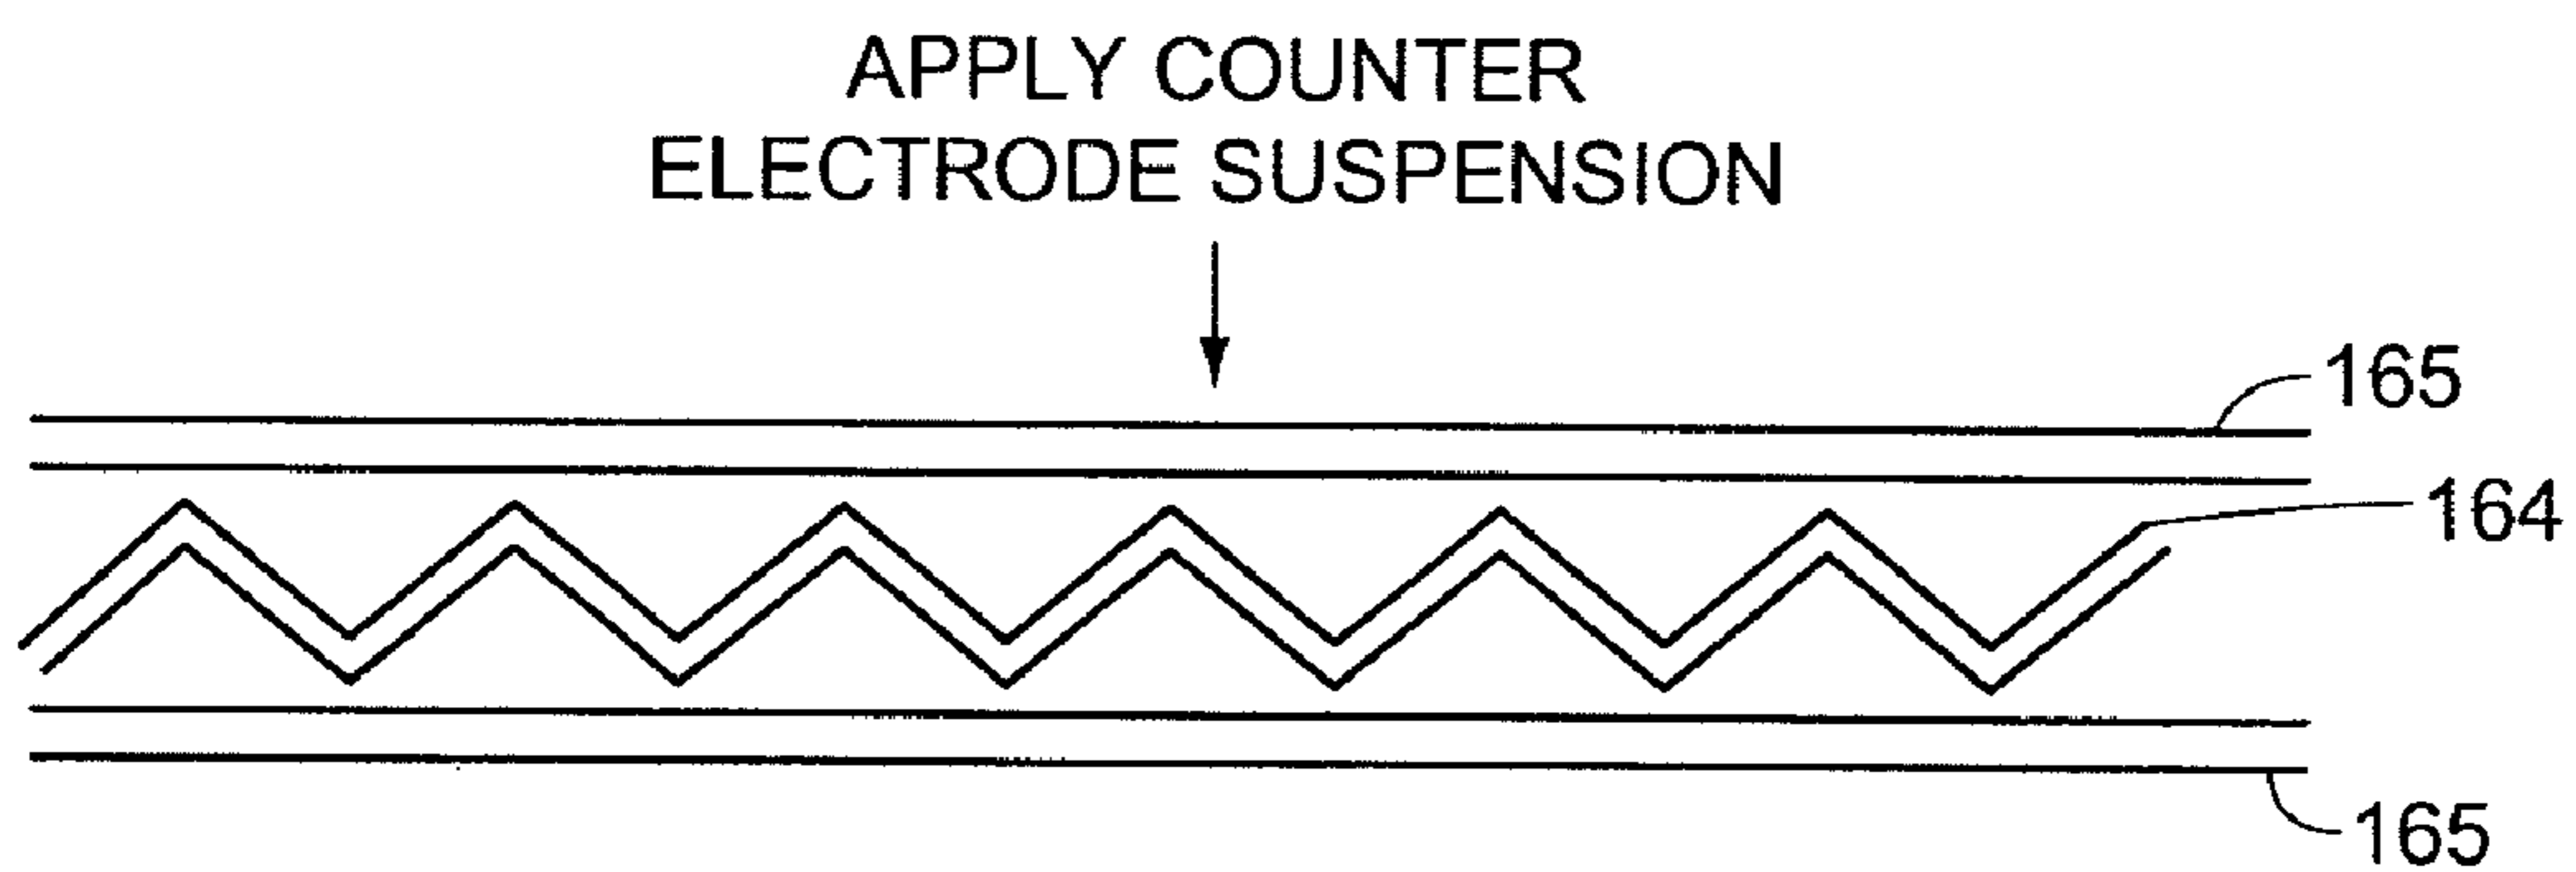 APPLY COUNTER
ELECTRODE SUSPENSION
165
164
165